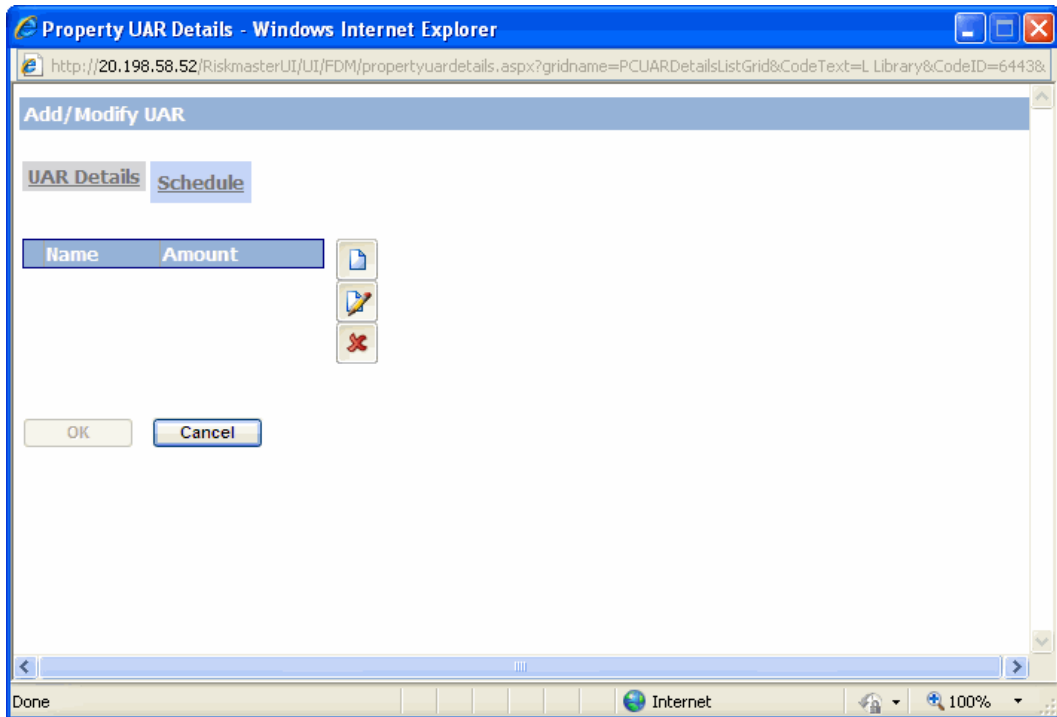 Property UAR Details - Windows Internet Explorer
http://20.198.58.52/RiskmasterUI/UI/FDM/propertyuardetails.aspx?gridname=PCUARDetailsListGrid&CodeText=L Library&CodeID=6443&
Add/Modify UAR
UAR Details Schedule
Name Amount
OK Cancel
Done Internet 100%